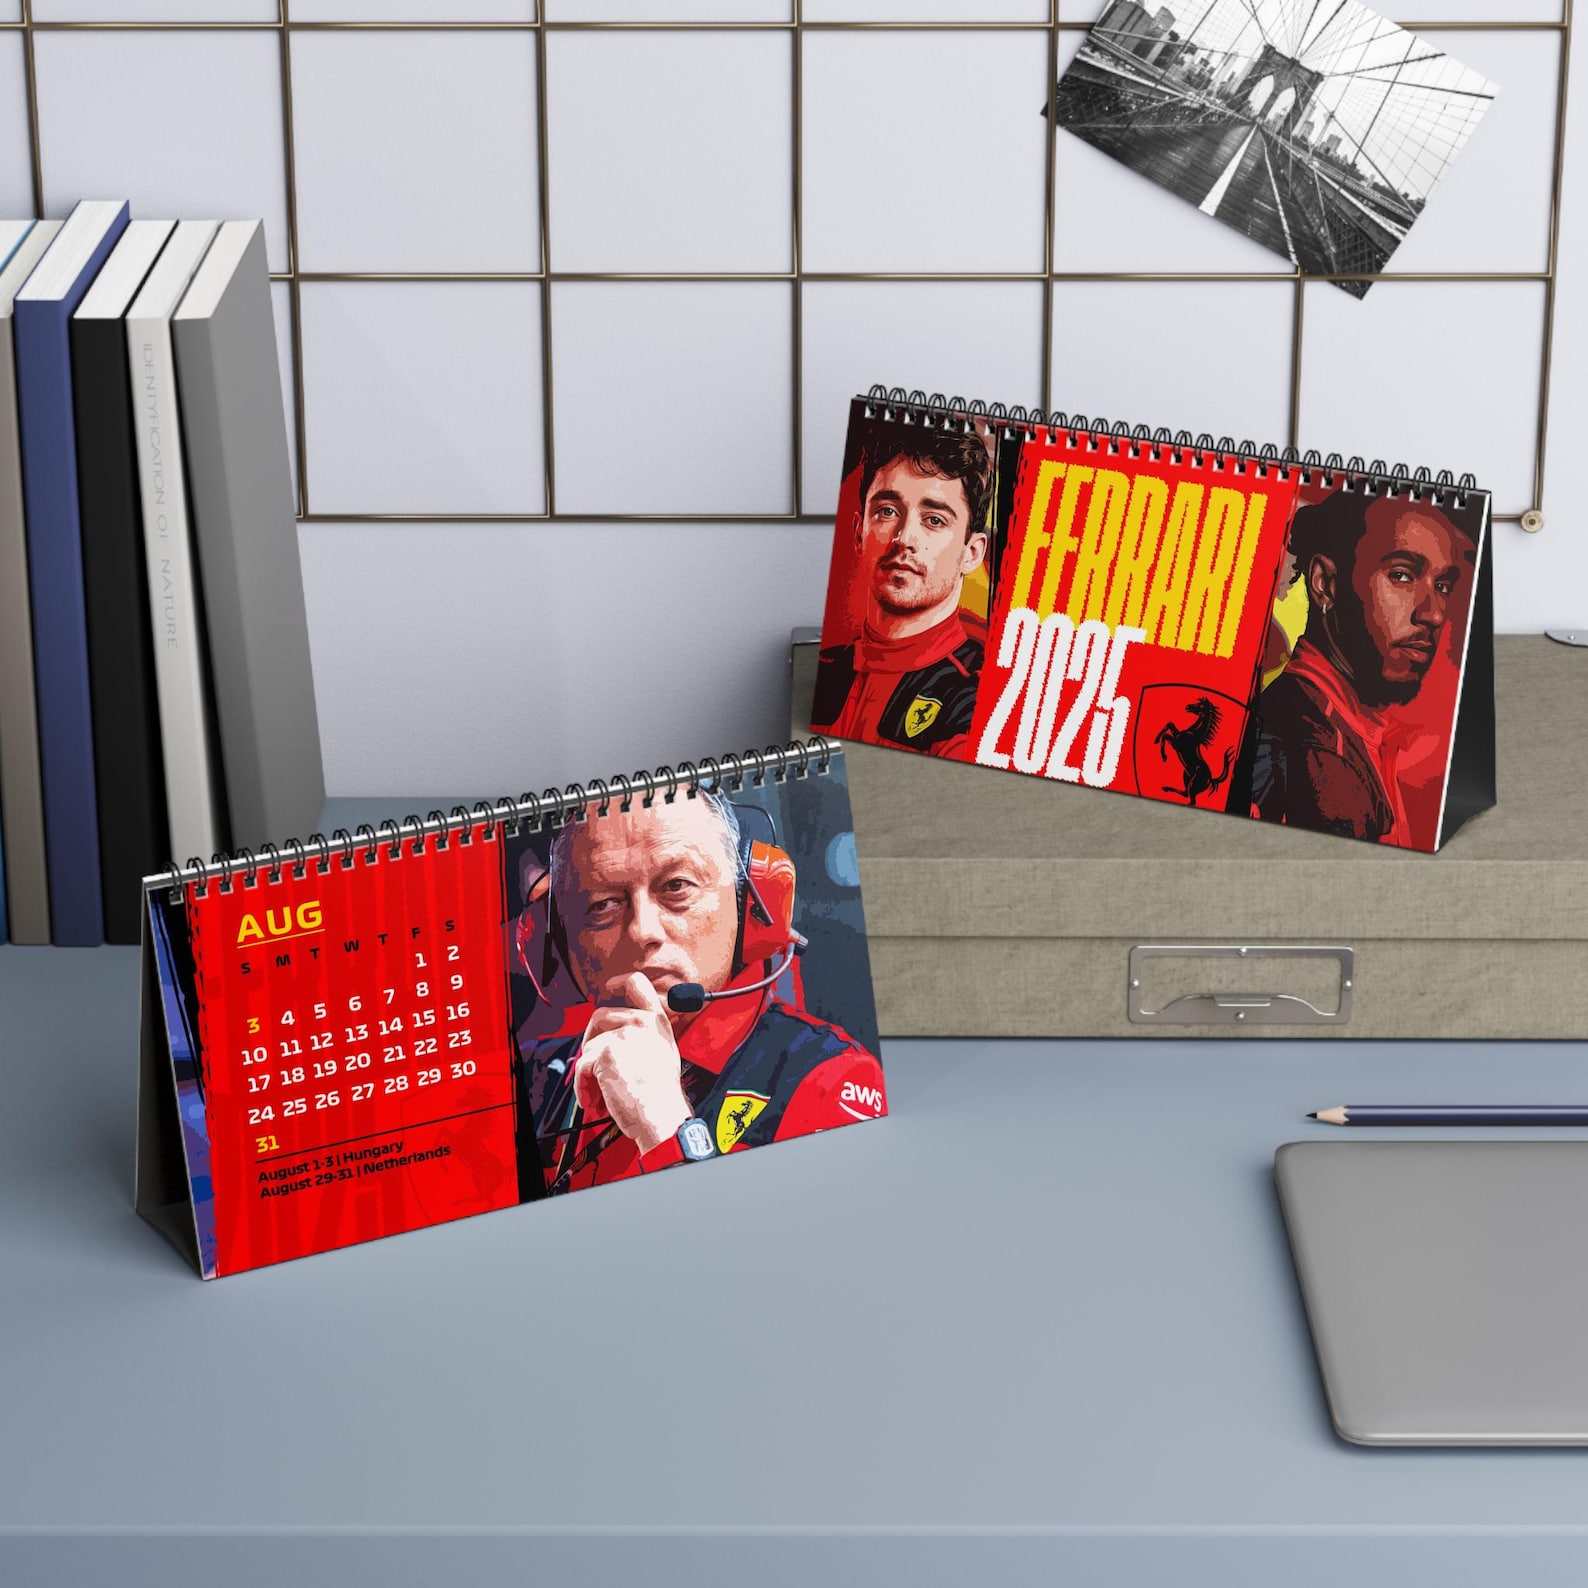 IDENTYFICATION OF NATURE
FERRARI
2025
AUG
S M T W T F S
1 2
3 4 5 6 7 8 9
10 11 12 13 14 15 16
17 18 19 20 21 22 23
24 25 26 27 28 29 30
31
August 1-3 | Hungary
August 29-31 | Netherlands
aws